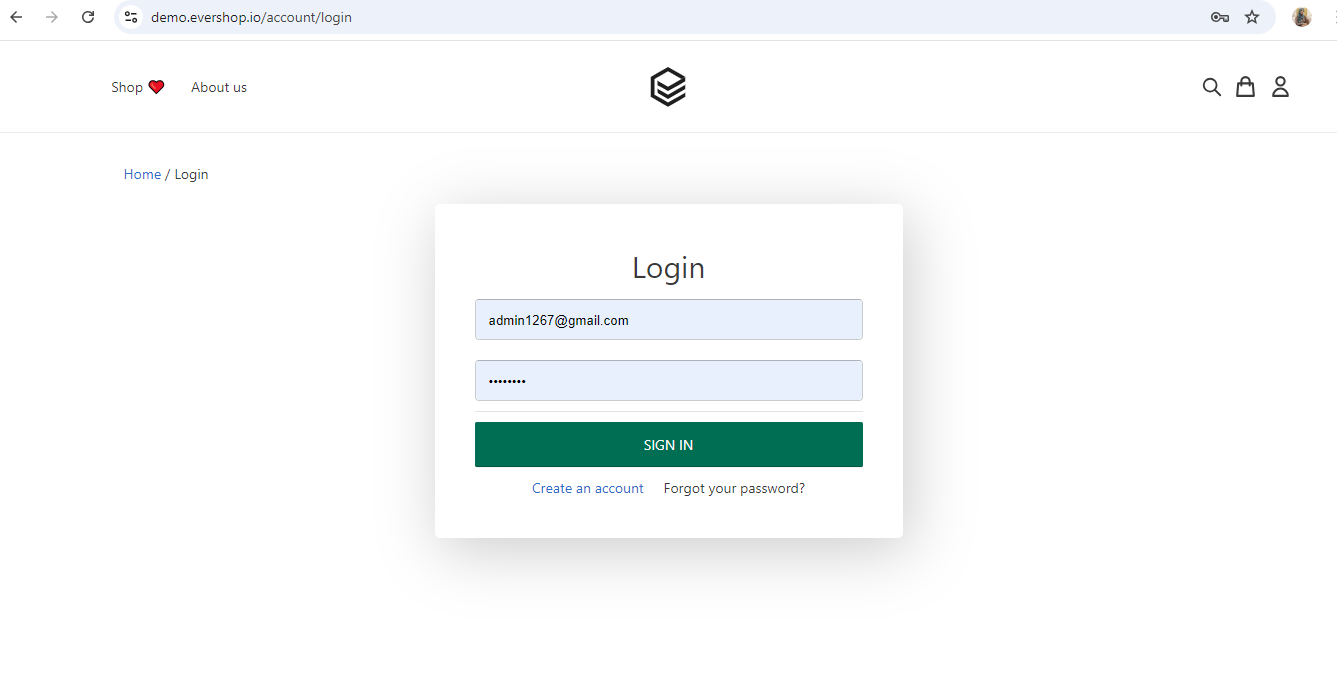 demo.evershop.io/account/login
Shop About us
Home / Login
Login
admin1267@gmail.com
••••••••
SIGN IN
Create an account Forgot your password?